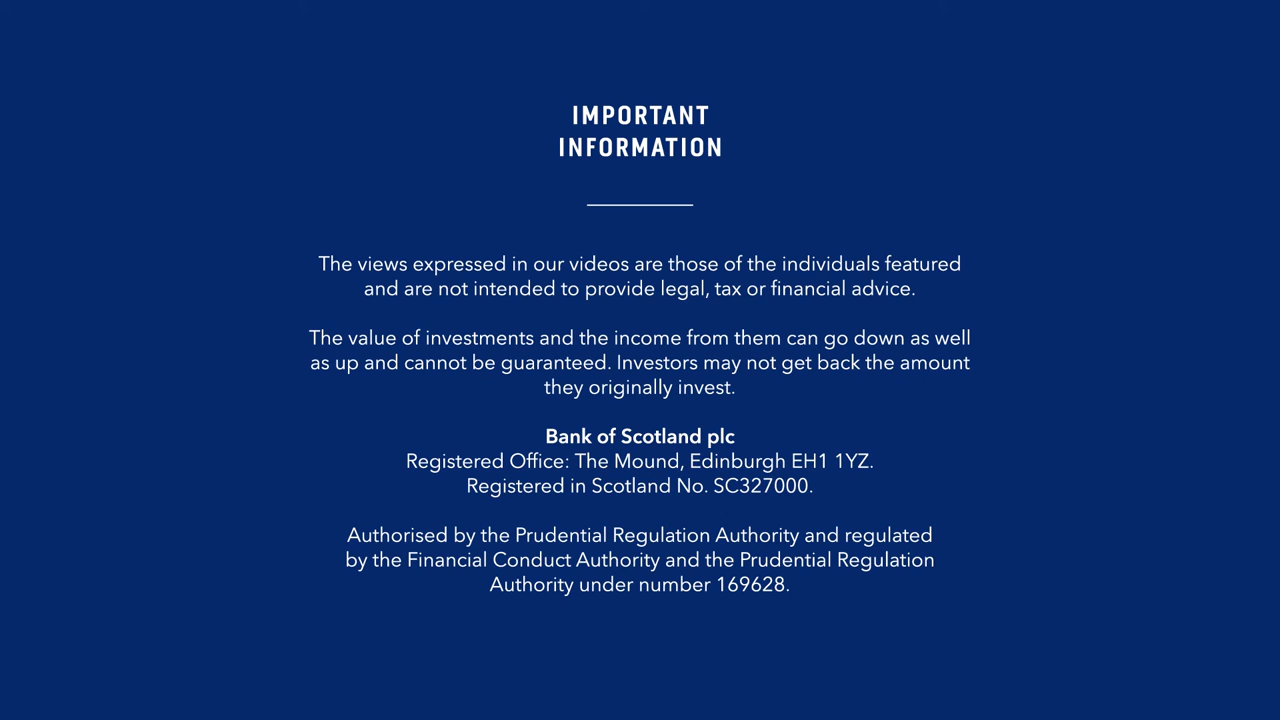 IMPORTANT
INFORMATION
The views expressed in our videos are those of the individuals featured
and are not intended to provide legal, tax or financial advice.
The value of investments and the income from them can go down as well
as up and cannot be guaranteed. Investors may not get back the amount
they originally invest.
Bank of Scotland plc
Registered Office: The Mound, Edinburgh EH1 1YZ.
Registered in Scotland No. SC327000.
Authorised by the Prudential Regulation Authority and regulated
by the Financial Conduct Authority and the Prudential Regulation
Authority under number 169628.